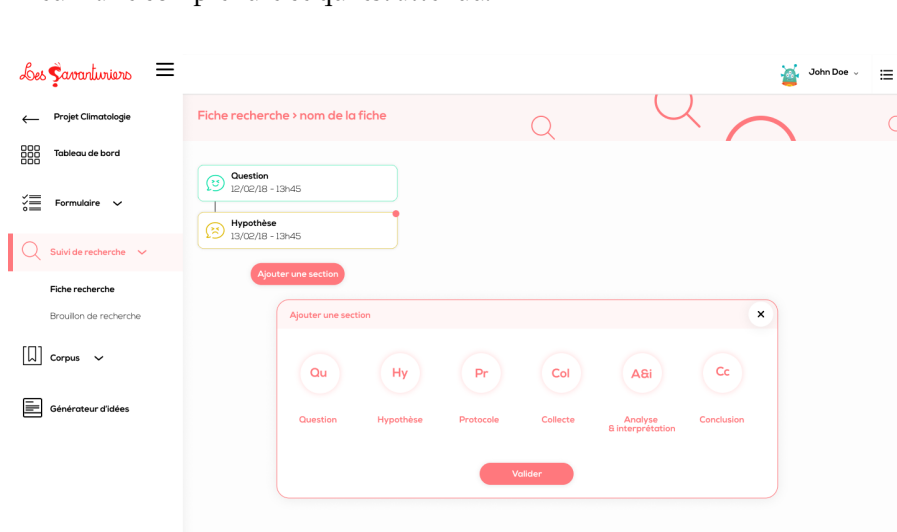 Les Savanturiers
John Doe
Projet Climatologie
Fiche recherche > nom de la fiche
Tableau de bord
Question
12/02/18 - 13h45
Formulaire
Hypothèse
13/02/18 - 13h45
Suivi de recherche
Ajouter une section
Fiche recherche
Brouillon de recherche
Ajouter une section
Corpus
Qu
Hy
Pr
Col
A&i
Cc
Générateur d'idées
Question
Hypothèse
Protocole
Collecte
Analyse
& interprétation
Conclusion
Valider